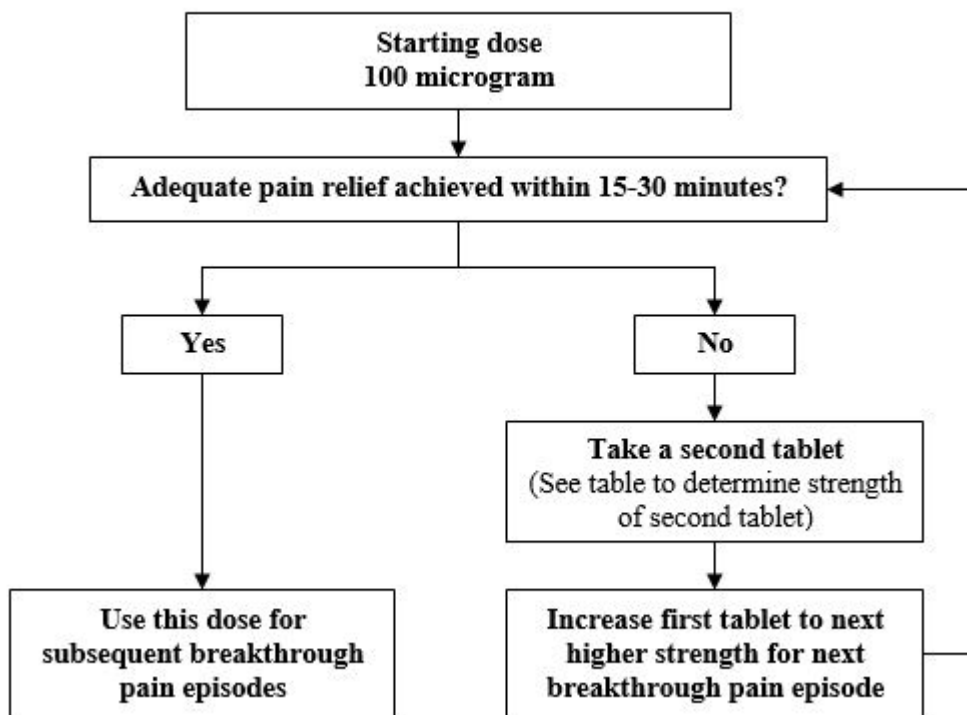 Starting dose
100 microgram
Adequate pain relief achieved within 15-30 minutes?
Yes
No
Take a second tablet
(See table to determine strength
of second tablet)
Use this dose for
subsequent breakthrough
pain episodes
Increase first tablet to next
higher strength for next
breakthrough pain episode